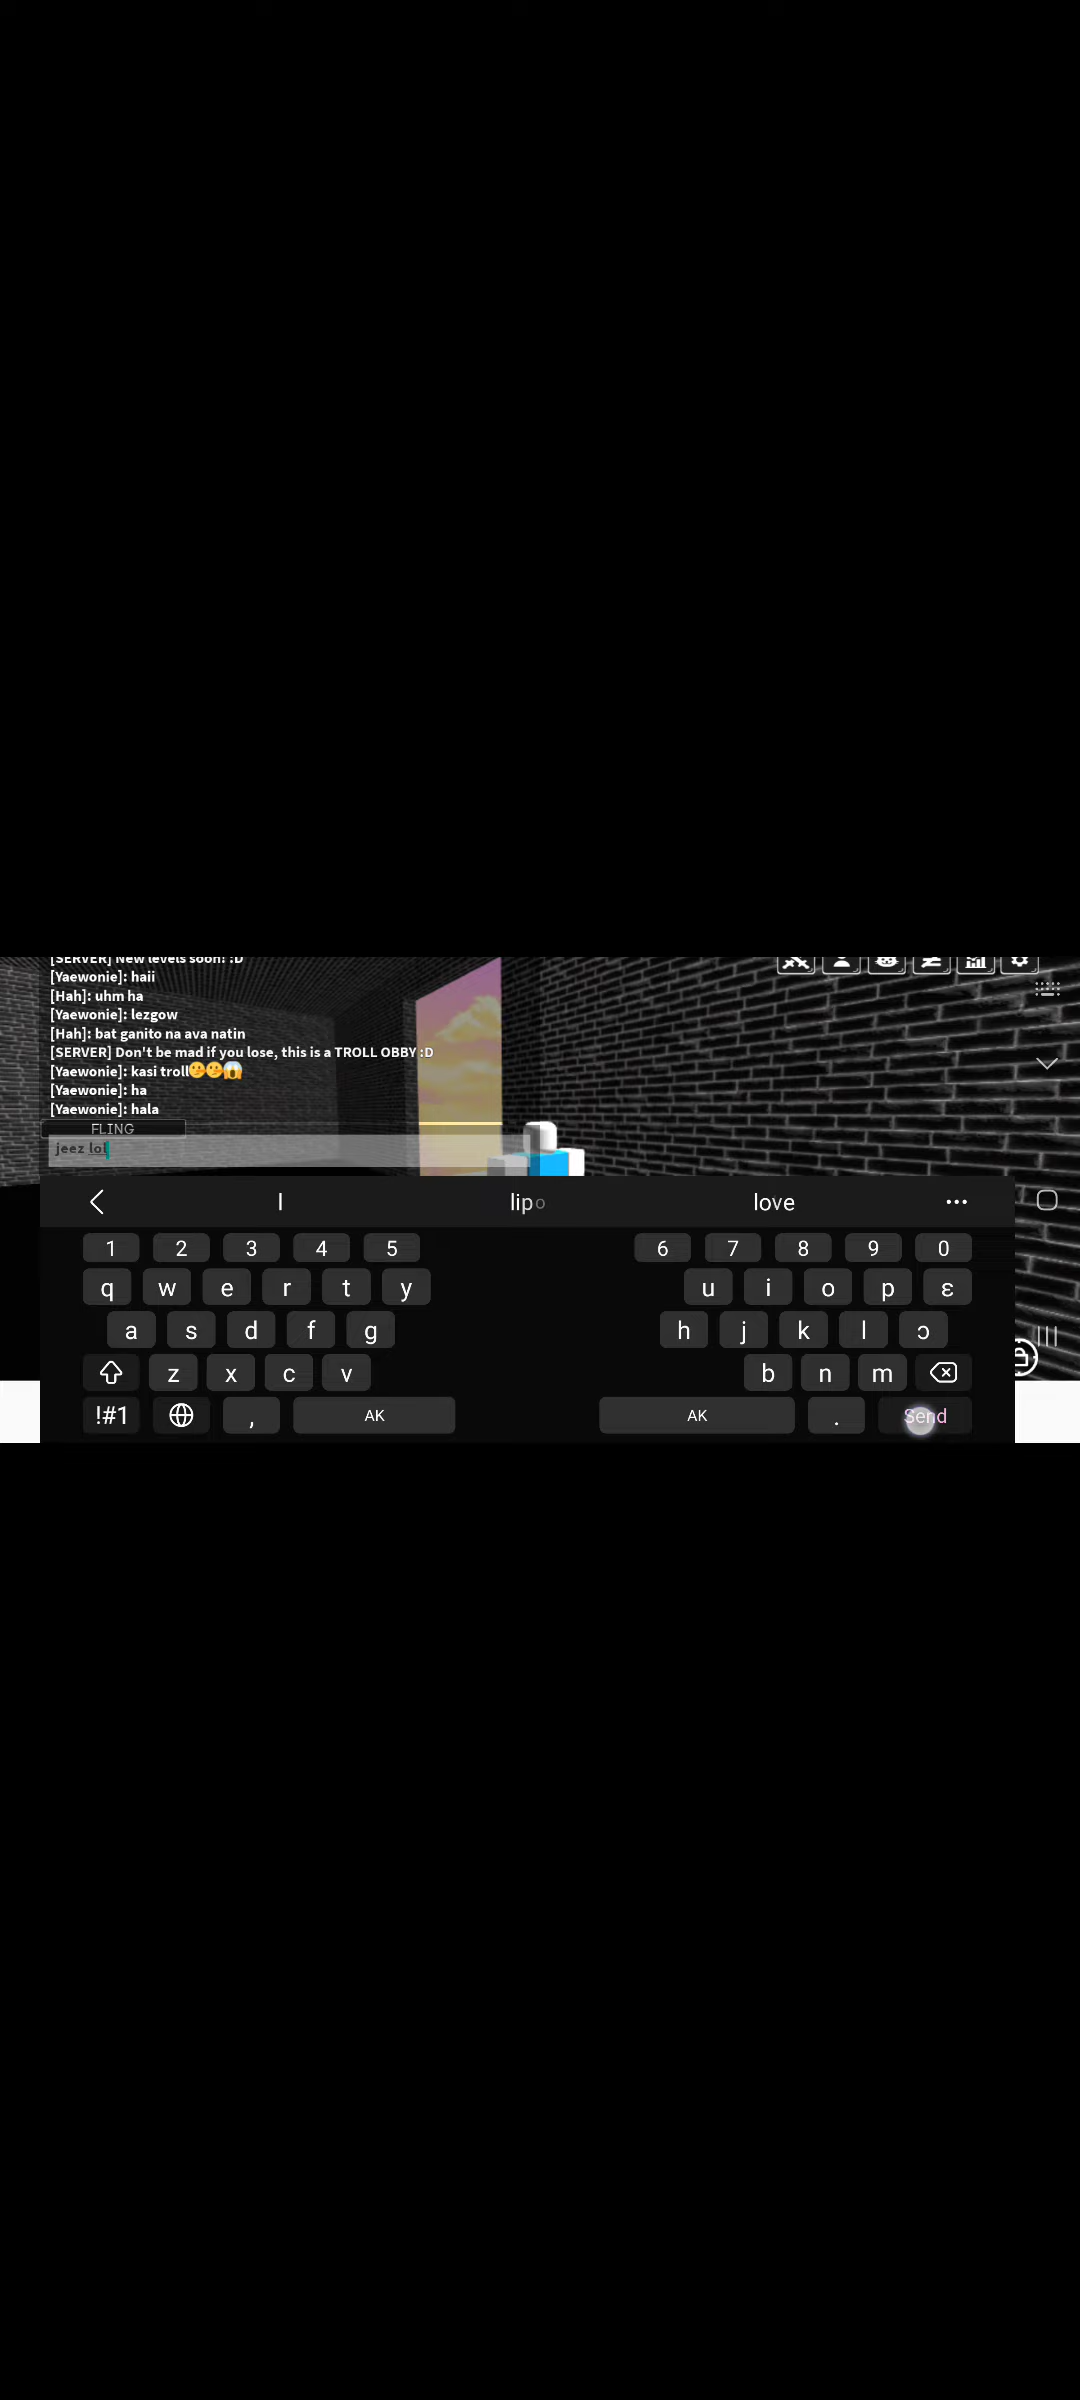 [SERVER] New levels soon! :D
[Yaewonie]: haii
[Hah]: uhm ha
[Yaewonie]: lezgow
[Hah]: bat ganito na ava natin
[SERVER] Don't be mad if you lose, this is a TROLL OBBY :D
[Yaewonie]: kasi troll🤔🤔😱
[Yaewonie]: ha
[Yaewonie]: hala
FLING
jeez lol
l lipo love
1 2 3 4 5 6 7 8 9 0
q w e r t y u i o p ɛ
a s d f g h j k l ɔ
z x c v b n m
!#1 , AK AK . Send